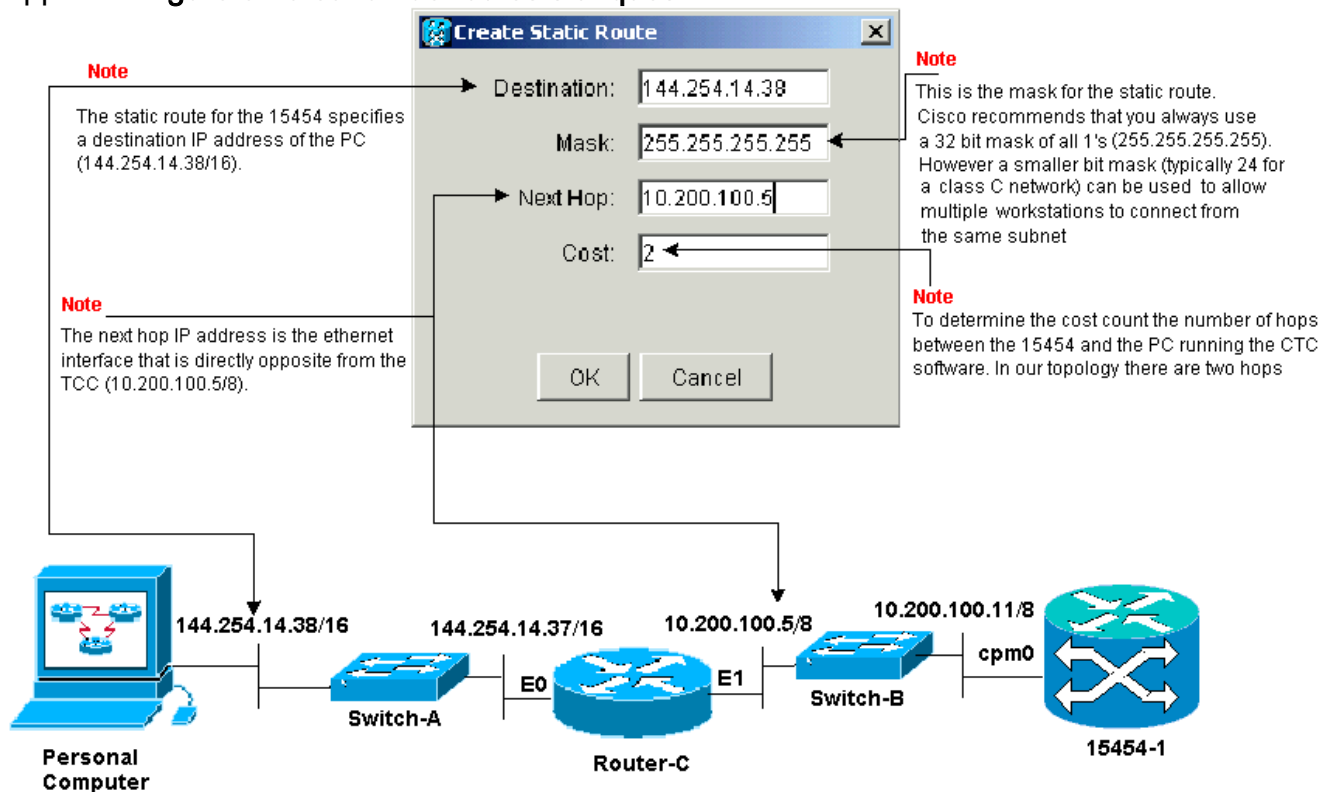 Create Static Route
Note
The static route for the 15454 specifies
a destination IP address of the PC
(144.254.14.38/16).
Destination: 144.254.14.38
Mask: 255.255.255.255
Next Hop: 10.200.100.5
Cost: 2
OK Cancel
Note
This is the mask for the static route.
Cisco recommends that you always use
a 32 bit mask of all 1's (255.255.255.255).
However a smaller bit mask (typically 24 for
a class C network) can be used to allow
multiple workstations to connect from
the same subnet
Note
The next hop IP address is the ethernet
interface that is directly opposite from the
TCC (10.200.100.5/8).
Note
To determine the cost count the number of hops
between the 15454 and the PC running the CTC
software. In our topology there are two hops
144.254.14.38/16
144.254.14.37/16
10.200.100.5/8
10.200.100.11/8
E0
E1
cpm0
Switch-A
Switch-B
Router-C
15454-1
Personal
Computer